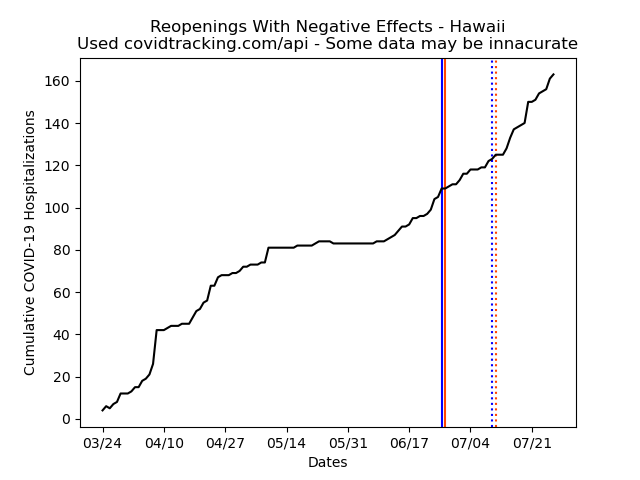 Reopenings With Negative Effects - Hawaii
Used covidtracking.com/api - Some data may be innacurate
Cumulative COVID-19 Hospitalizations
160
140
120
100
80
60
40
20
0
03/24 04/10 04/27 05/14 05/31 06/17 07/04 07/21
Dates